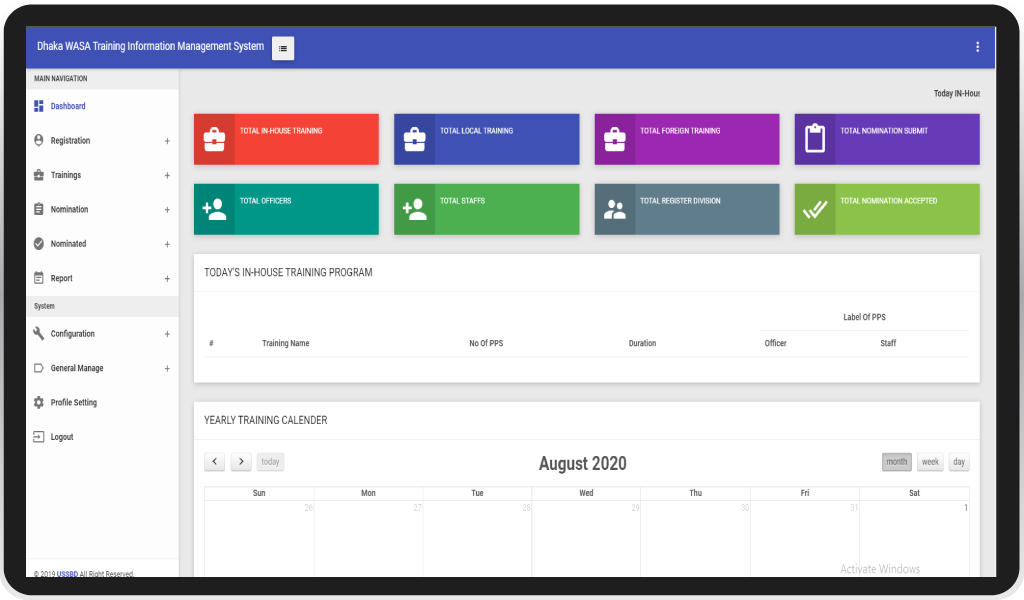 Dhaka WASA Training Information Management System
MAIN NAVIGATION
Dashboard
Registration +
Trainings +
Nomination +
Nominated +
Report +
System
Configuration +
General Manage +
Profile Setting
Logout
© 2019 USSBD All Right Reserved.
Today IN-Hous
TOTAL IN-HOUSE TRAINING
TOTAL LOCAL TRAINING
TOTAL FOREIGN TRAINING
TOTAL NOMINATION SUBMIT
TOTAL OFFICERS
TOTAL STAFFS
TOTAL REGISTER DIVISION
TOTAL NOMINATION ACCEPTED
TODAY'S IN-HOUSE TRAINING PROGRAM
Label Of PPS
# Training Name No Of PPS Duration Officer Staff
YEARLY TRAINING CALENDER
today August 2020 month week day
Sun Mon Tue Wed Thu Fri Sat
26 27 28 29 30 31 1
Activate Windows